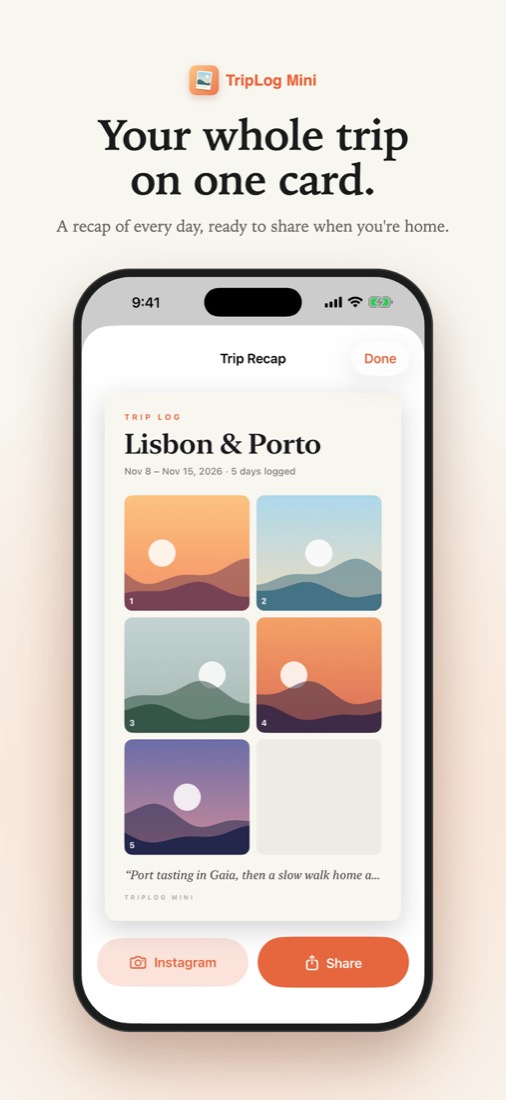 TripLog Mini
Your whole trip
on one card.
A recap of every day, ready to share when you're home.
9:41
Trip Recap
Done
TRIP LOG
Lisbon & Porto
Nov 8 – Nov 15, 2026 · 5 days logged
1
2
3
4
5
“Port tasting in Gaia, then a slow walk home a...
TRIPLOG MINI
Instagram
Share